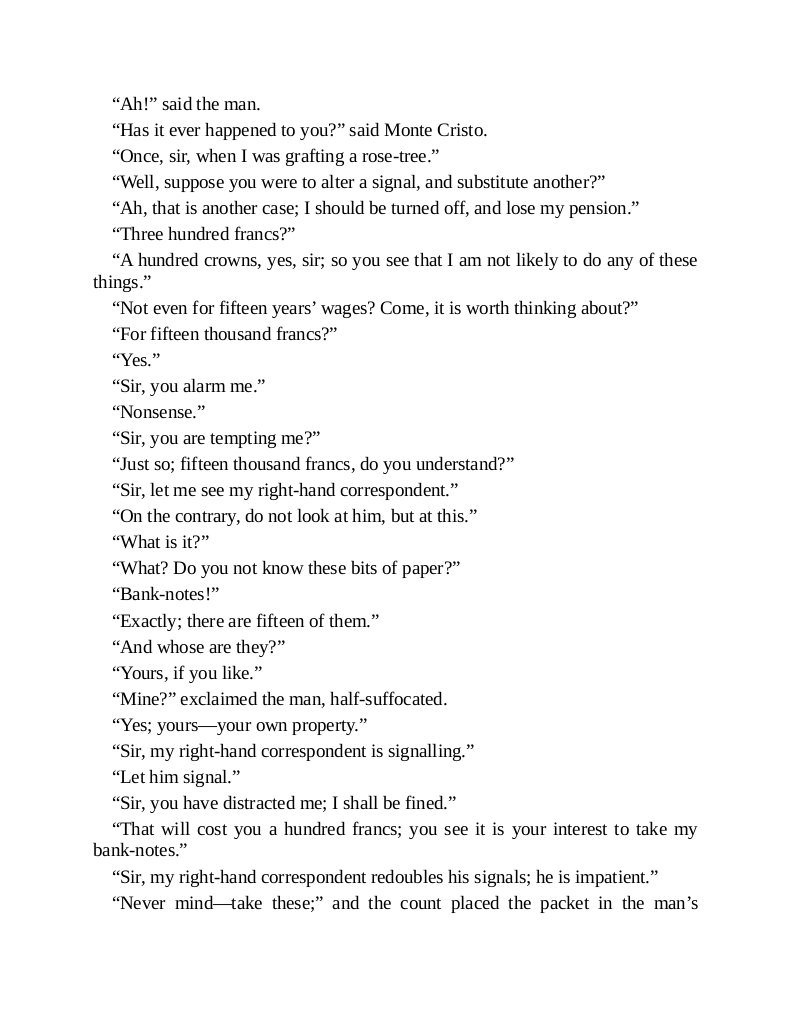 “Ah!” said the man.
“Has it ever happened to you?” said Monte Cristo.
“Once, sir, when I was grafting a rose-tree.”
“Well, suppose you were to alter a signal, and substitute another?”
“Ah, that is another case; I should be turned off, and lose my pension.”
“Three hundred francs?”
“A hundred crowns, yes, sir; so you see that I am not likely to do any of these
things.”
“Not even for fifteen years’ wages? Come, it is worth thinking about?”
“For fifteen thousand francs?”
“Yes.”
“Sir, you alarm me.”
“Nonsense.”
“Sir, you are tempting me?”
“Just so; fifteen thousand francs, do you understand?”
“Sir, let me see my right-hand correspondent.”
“On the contrary, do not look at him, but at this.”
“What is it?”
“What? Do you not know these bits of paper?”
“Bank-notes!”
“Exactly; there are fifteen of them.”
“And whose are they?”
“Yours, if you like.”
“Mine?” exclaimed the man, half-suffocated.
“Yes; yours—your own property.”
“Sir, my right-hand correspondent is signalling.”
“Let him signal.”
“Sir, you have distracted me; I shall be fined.”
“That will cost you a hundred francs; you see it is your interest to take my
bank-notes.”
“Sir, my right-hand correspondent redoubles his signals; he is impatient.”
“Never mind—take these;” and the count placed the packet in the man’s